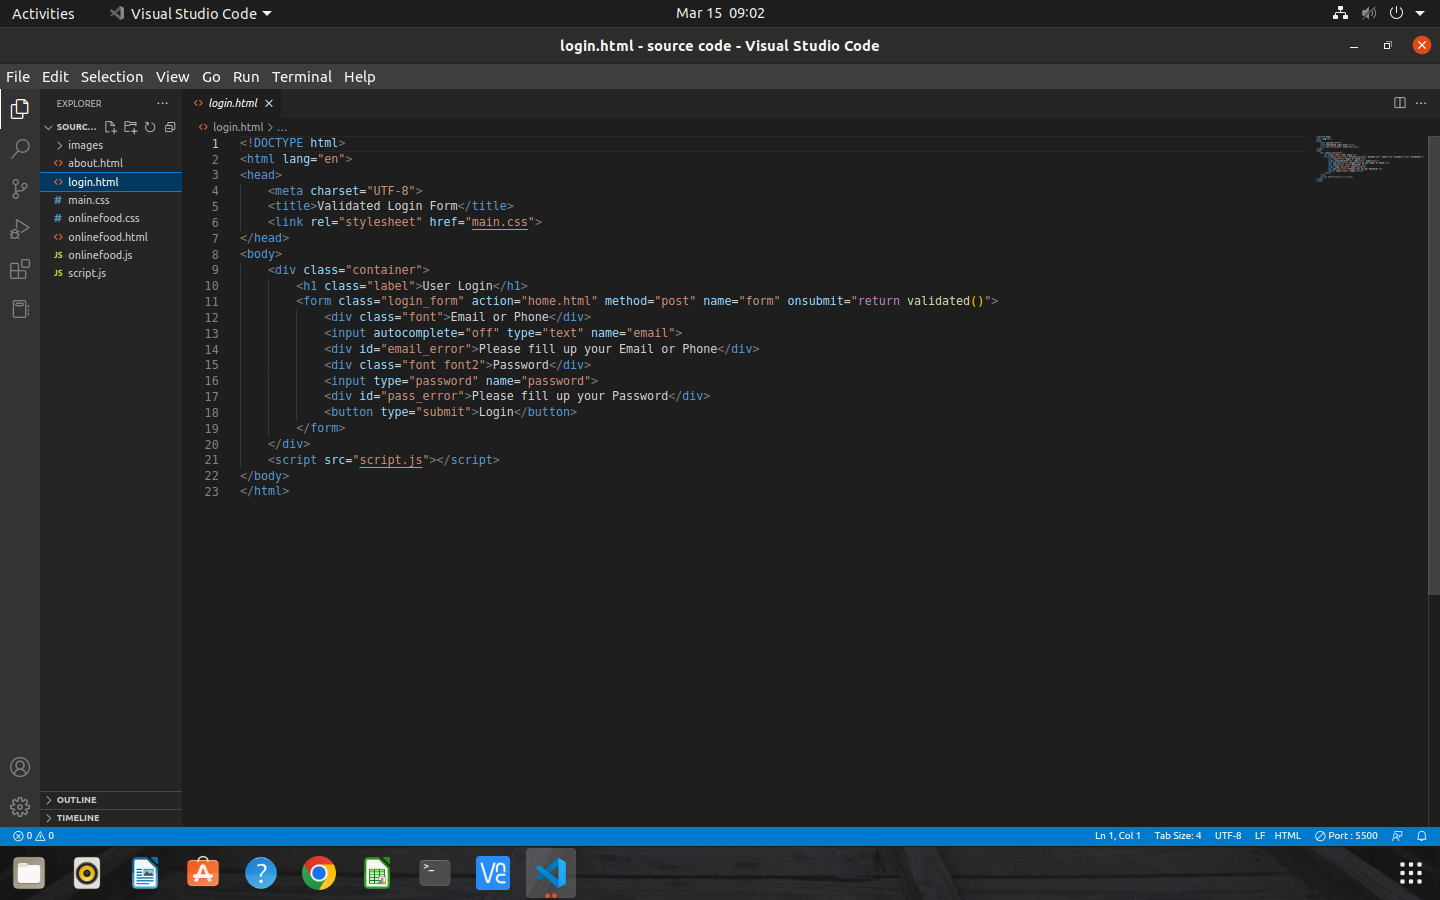 Activities
Visual Studio Code
Mar 15 09:02
login.html - source code - Visual Studio Code
File Edit Selection View Go Run Terminal Help
EXPLORER
SOURC...
images
about.html
login.html
main.css
onlinefood.css
onlinefood.html
onlinefood.js
script.js
OUTLINE
TIMELINE
login.html
login.html > ...
1 <!DOCTYPE html>
2 <html lang="en">
3 <head>
4 <meta charset="UTF-8">
5 <title>Validated Login Form</title>
6 <link rel="stylesheet" href="main.css">
7 </head>
8 <body>
9 <div class="container">
10 <h1 class="label">User Login</h1>
11 <form class="login_form" action="home.html" method="post" name="form" onsubmit="return validated()">
12 <div class="font">Email or Phone</div>
13 <input autocomplete="off" type="text" name="email">
14 <div id="email_error">Please fill up your Email or Phone</div>
15 <div class="font font2">Password</div>
16 <input type="password" name="password">
17 <div id="pass_error">Please fill up your Password</div>
18 <button type="submit">Login</button>
19 </form>
20 </div>
21 <script src="script.js"></script>
22 </body>
23 </html>
0 0
Ln 1, Col 1 Tab Size: 4 UTF-8 LF HTML Port : 5500